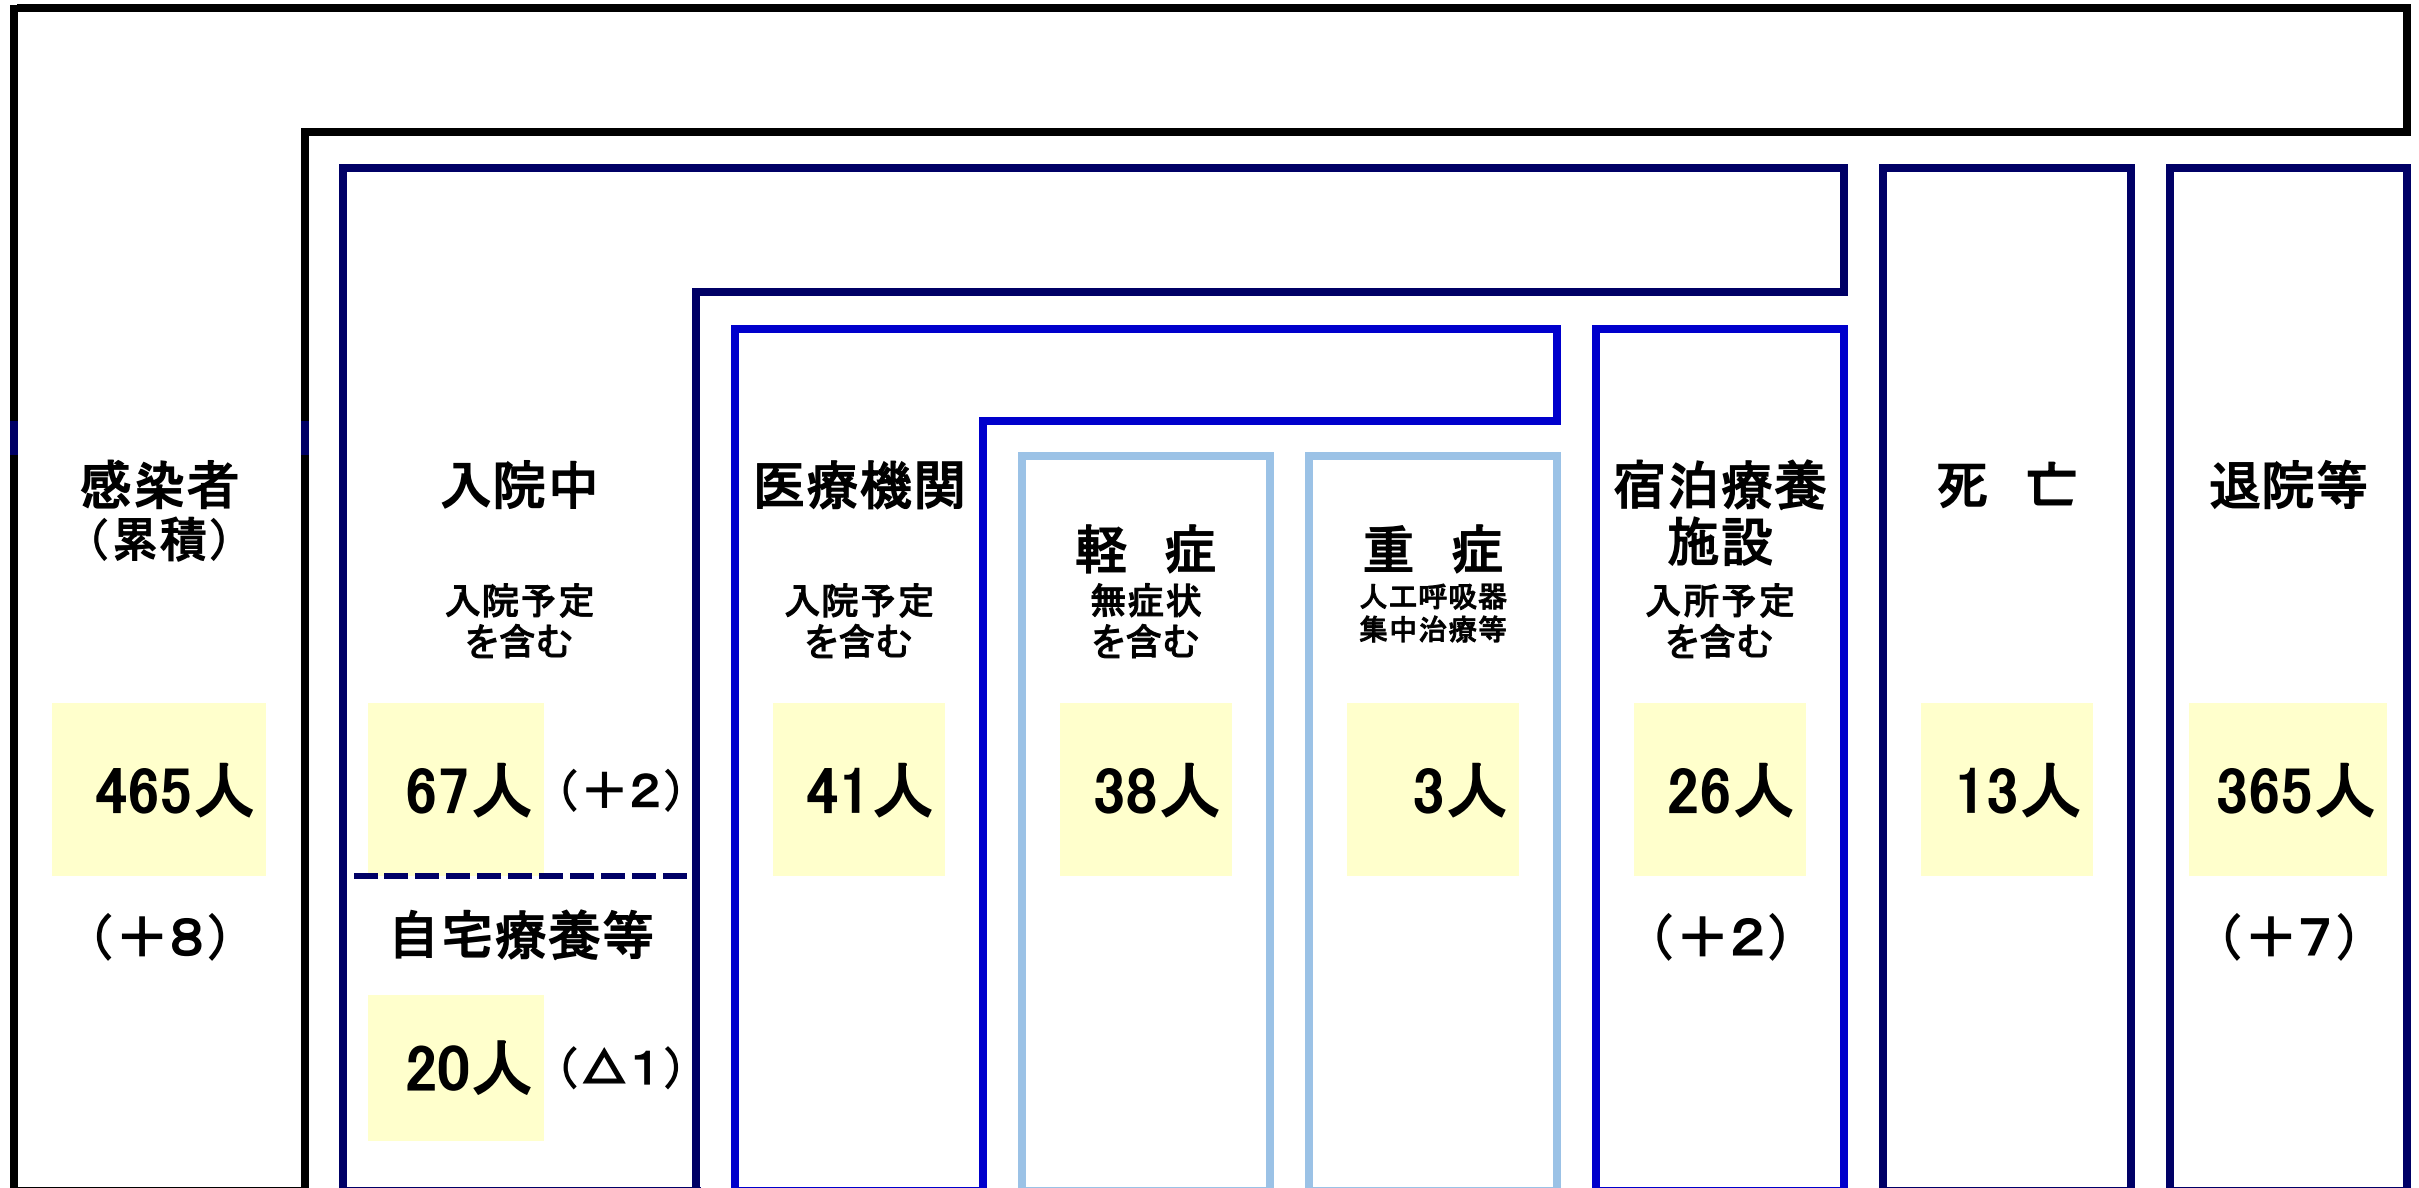 感染者
（累積）
465人
（＋8）
入院中
入院予定
を含む
67人（＋2）
自宅療養等
20人（△1）
医療機関
入院予定
を含む
41人
軽　症
無症状
を含む
38人
重　症
人工呼吸器
集中治療等
3人
宿泊療養
施設
入所予定
を含む
26人
（＋2）
死　亡
13人
退院等
365人
（＋7）